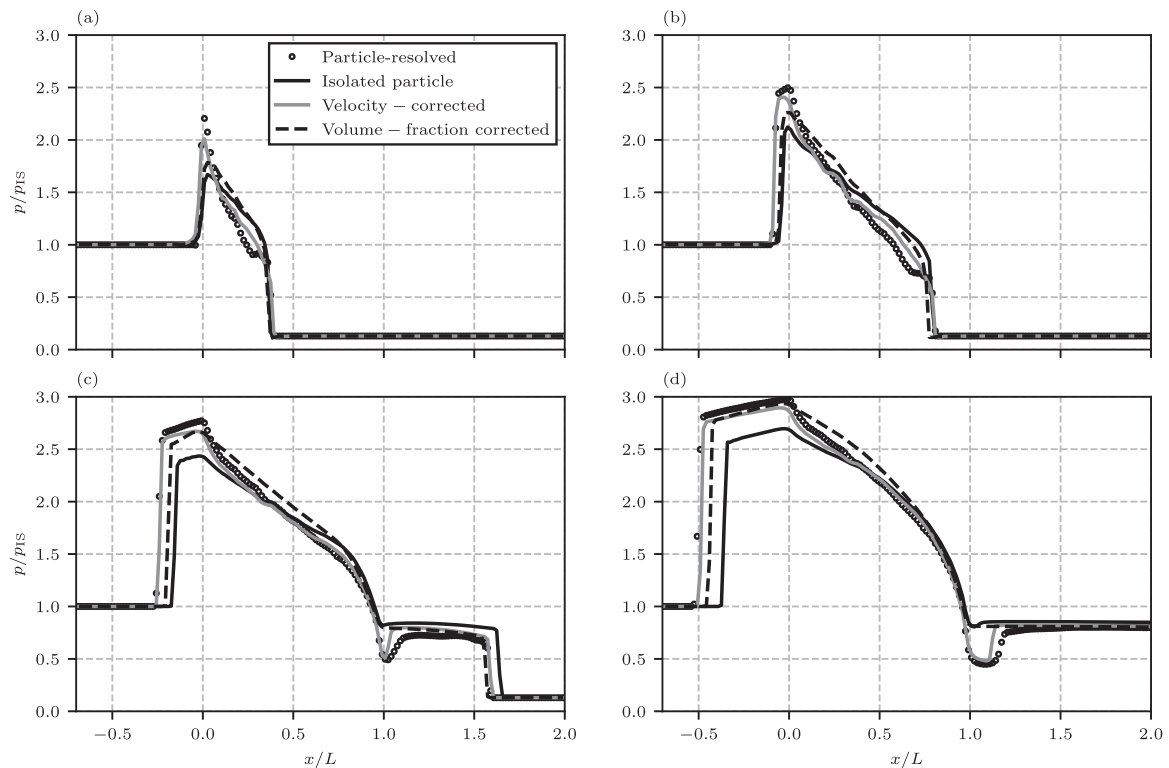 (a)
(b)
3.0
2.5
2.0
1.5
1.0
0.5
0.0
p/pIS
Particle-resolved
Isolated particle
Velocity – corrected
Volume – fraction corrected
3.0
2.5
2.0
1.5
1.0
0.5
0.0
(c)
(d)
3.0
2.5
2.0
1.5
1.0
0.5
0.0
p/pIS
−0.5 0.0 0.5 1.0 1.5 2.0
x/L
3.0
2.5
2.0
1.5
1.0
0.5
0.0
−0.5 0.0 0.5 1.0 1.5 2.0
x/L